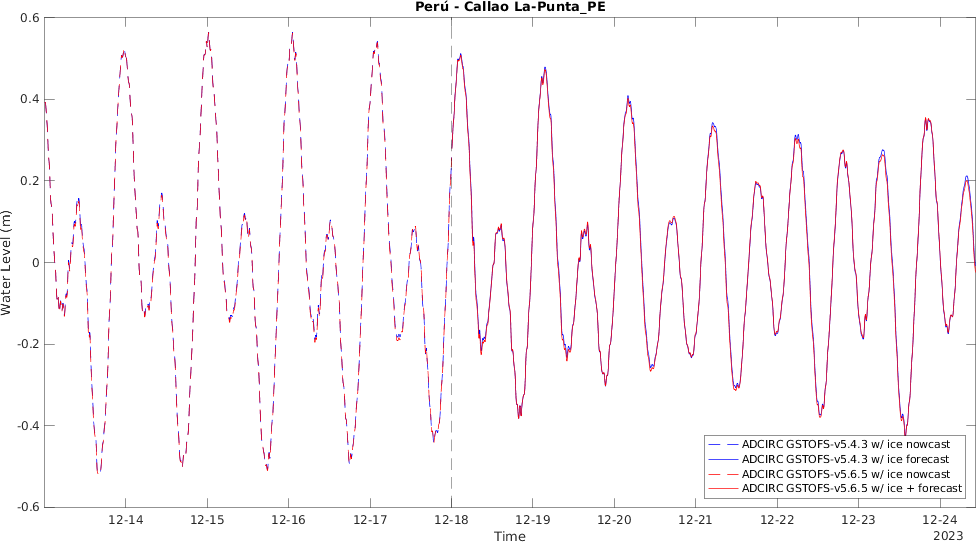 Perú - Callao La-Punta_PE
0.6
0.4
0.2
0
-0.2
-0.4
-0.6
Water Level (m)
ADCIRC GSTOFS-v5.4.3 w/ ice nowcast
ADCIRC GSTOFS-v5.4.3 w/ ice forecast
ADCIRC GSTOFS-v5.6.5 w/ ice nowcast
ADCIRC GSTOFS-v5.6.5 w/ ice + forecast
12-14 12-15 12-16 12-17 12-18 12-19 12-20 12-21 12-22 12-23 12-24
Time
2023